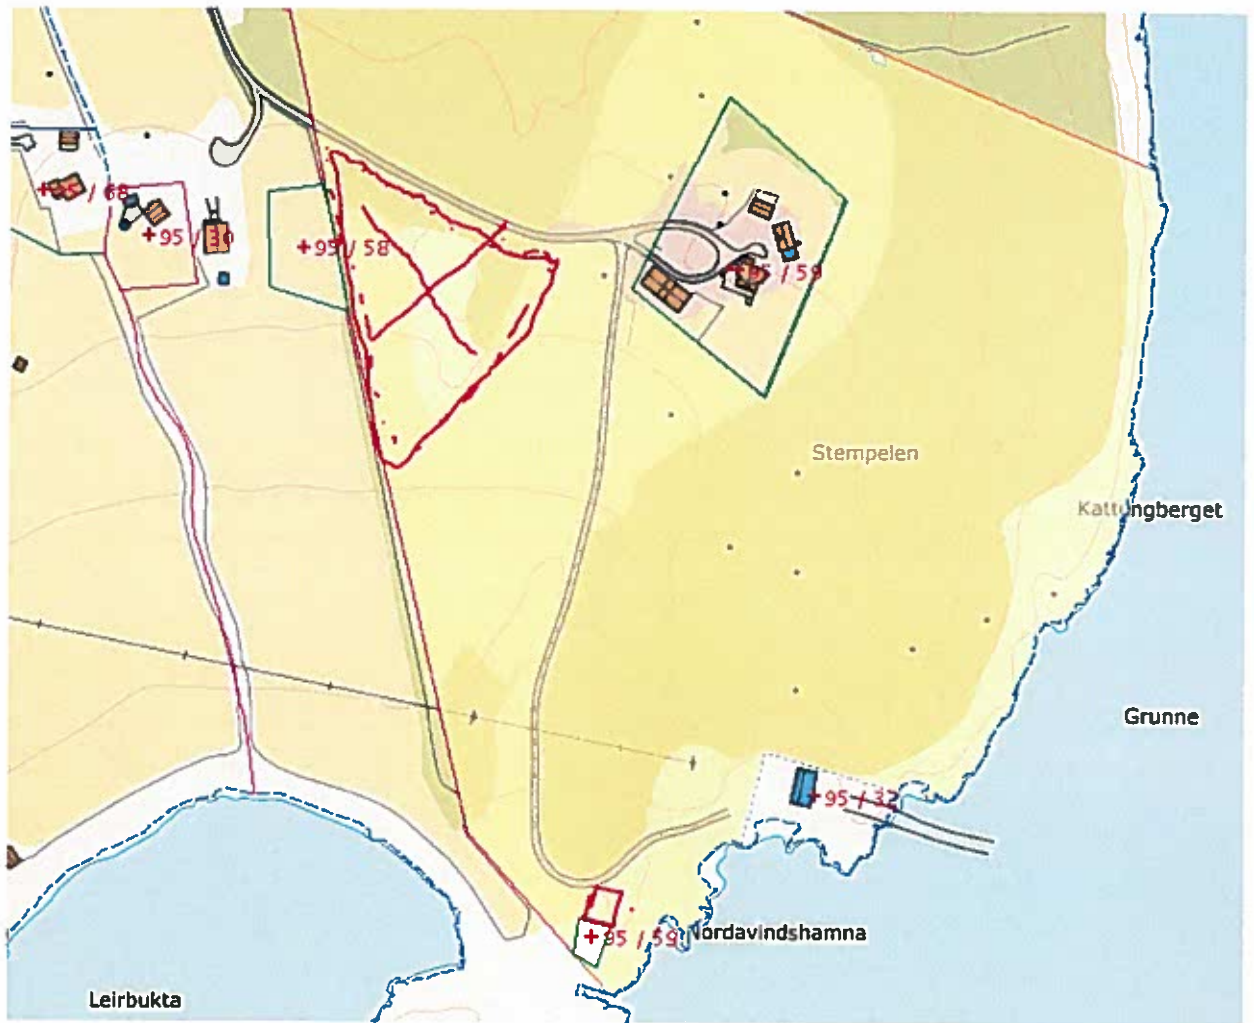 95 / 68
95 / 30
95 / 58
95 / 59
Stempelen
Kattungberget
Grunne
95 / 32
95 / 59
Nordavindshamna
Leirbukta